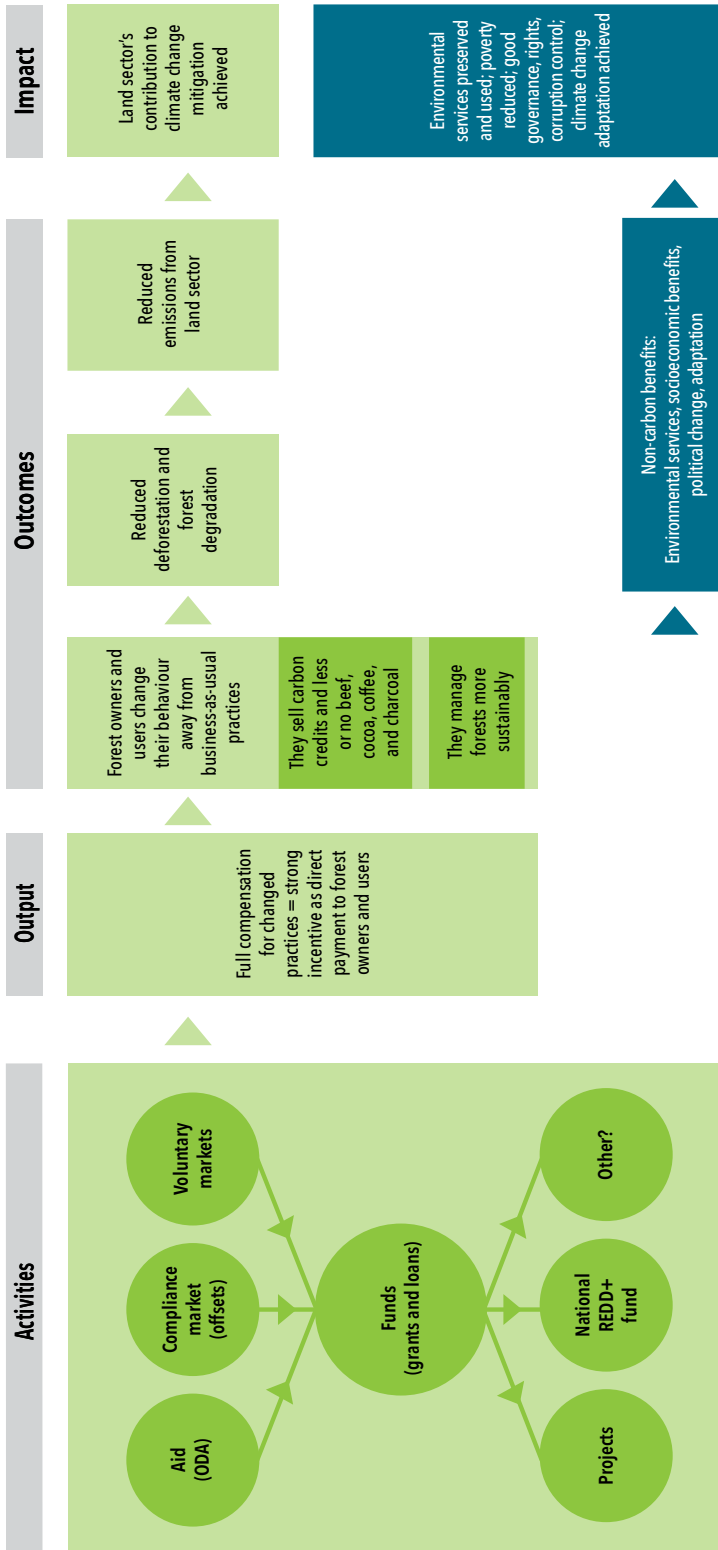 Activities
Output
Outcomes
Impact
Aid
(ODA)
Compliance
market
(offsets)
Voluntary
markets
Funds
(grants and loans)
Projects
National
REDD+
fund
Other?
Full compensation
for changed
practices = strong
incentive as direct
payment to forest
owners and users
Forest owners and
users change
their behaviour
away from
business-as-usual
practices
They sell carbon
credits and less
or no beef,
cocoa, coffee,
and charcoal
They manage
forests more
sustainably
Reduced
deforestation and
forest
degradation
Reduced
emissions from
land sector
Land sector's
contribution to
climate change
mitigation
achieved
Non-carbon benefits:
Environmental services, socioeconomic benefits,
political change, adaptation
Environmental
services preserved
and used; poverty
reduced; good
governance, rights,
corruption control;
climate change
adaptation achieved